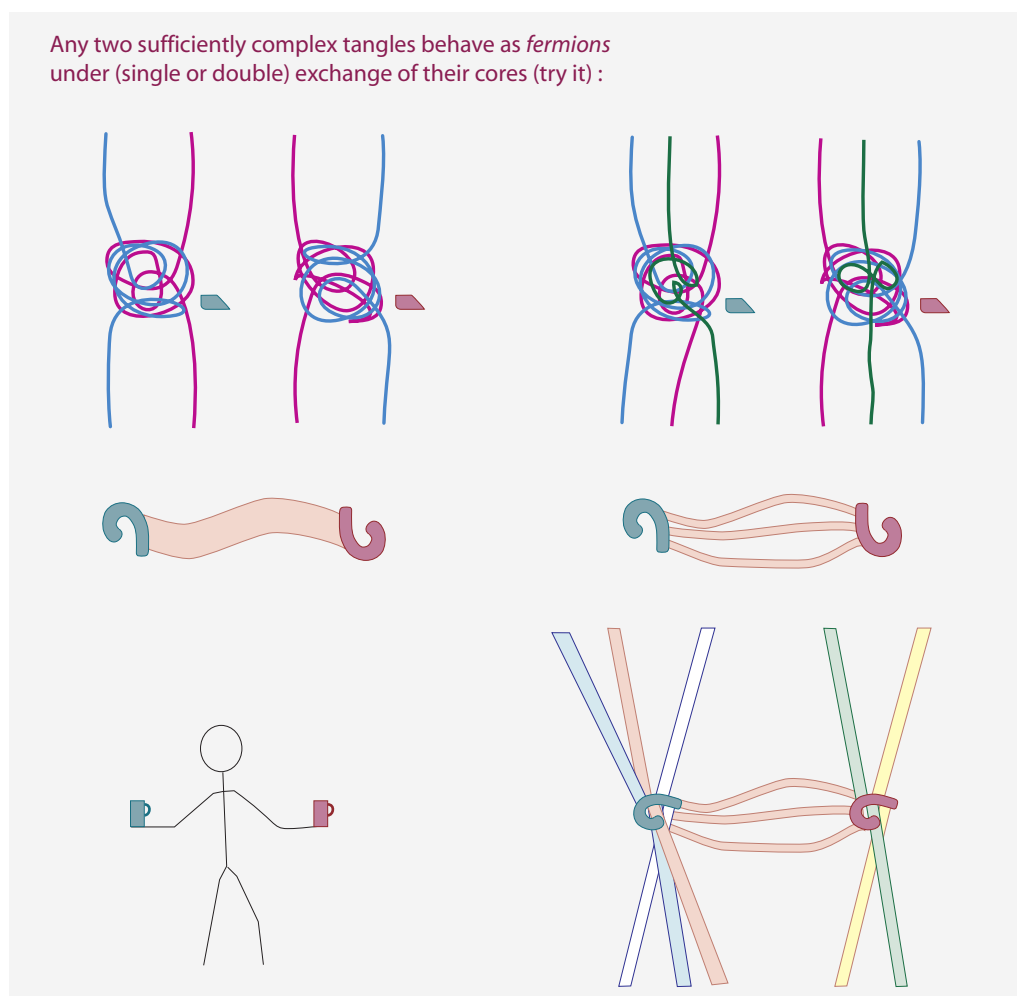 Any two sufficiently complex tangles behave as fermions
under (single or double) exchange of their cores (try it) :